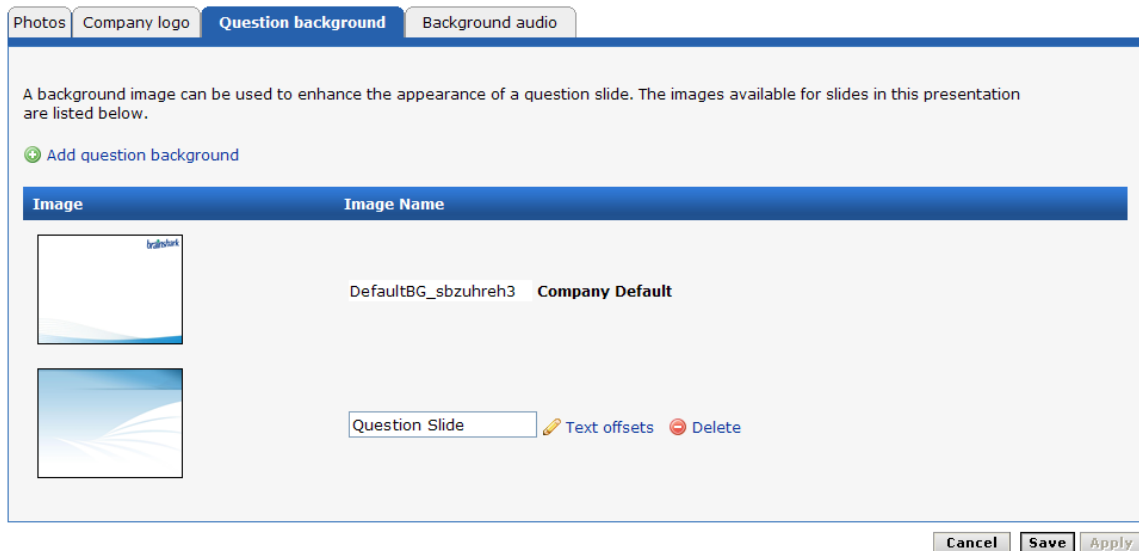 Photos Company logo Question background Background audio
A background image can be used to enhance the appearance of a question slide. The images available for slides in this presentation
are listed below.
Add question background
Image Image Name
brainshark
DefaultBG_sbzuhreh3 Company Default
Question Slide Text offsets Delete
Cancel Save Apply